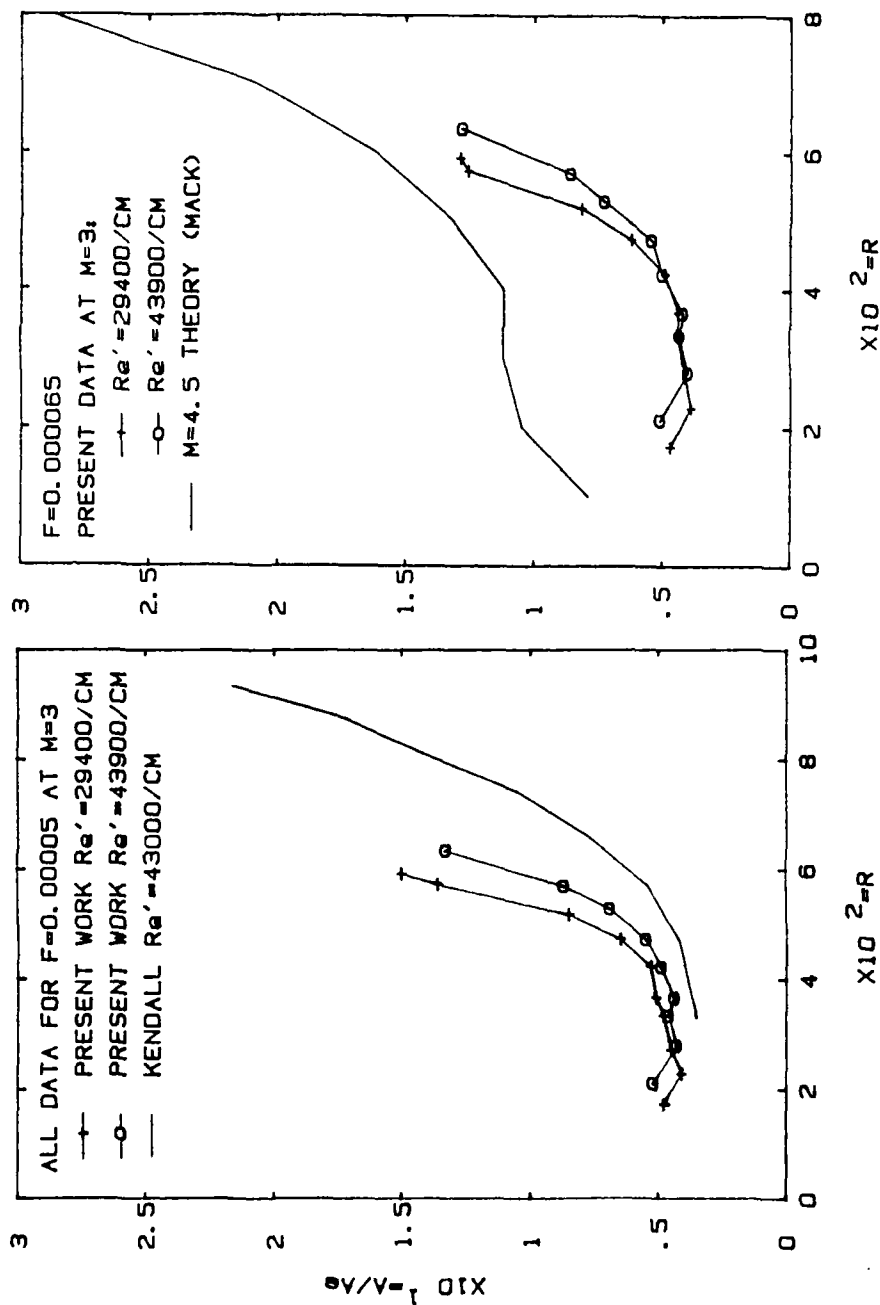 ALL DATA FOR F=0.00005 AT M=3
PRESENT WORK Re'=29400/CM
PRESENT WORK Re'=43900/CM
KENDALL Re'=43000/CM
3
2.5
2
1.5
1
.5
0
X10 1=A/Ae
0
2
4
6
8
10
X10 2=R
F=0.000065
PRESENT DATA AT M=3:
Re'=29400/CM
Re'=43900/CM
M=4.5 THEORY (MACK)
3
2.5
2
1.5
1
.5
0
0
2
4
6
8
X10 2=R